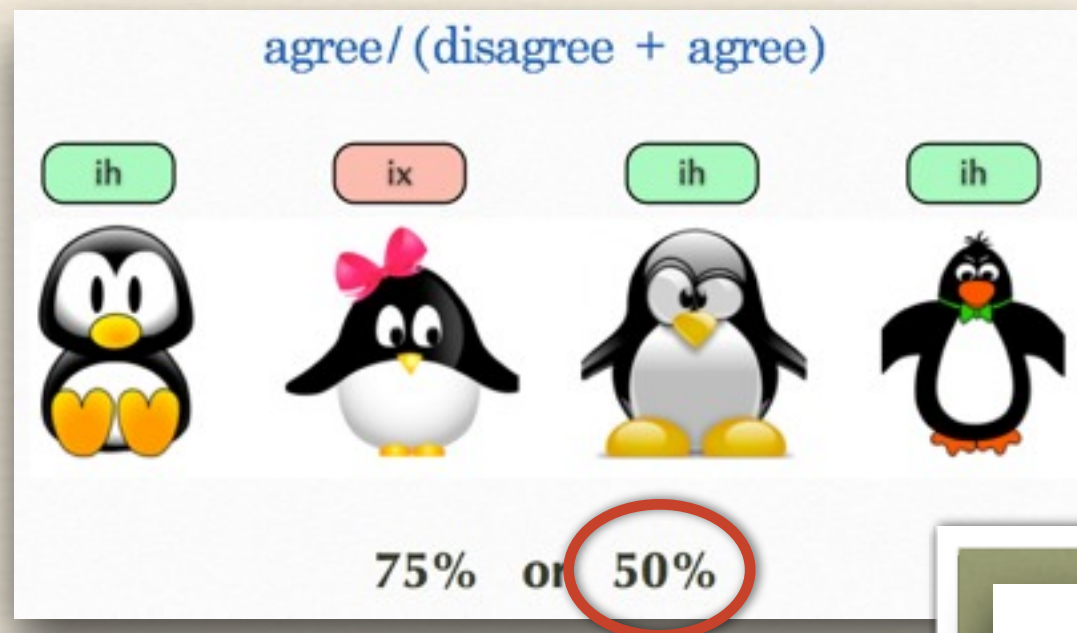 agree/(disagree + agree)
ih ix ih ih
75% or 50%